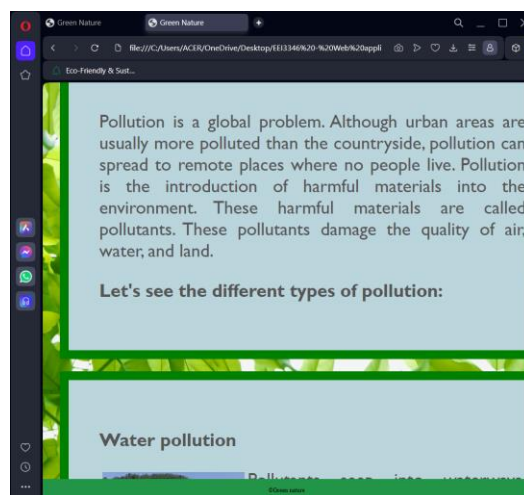 Green Nature
Green Nature
file:///C:/Users/ACER/OneDrive/Desktop/EEI3346%20-%20Web%20appli
Eco-Friendly & Sust...
Pollution is a global problem. Although urban areas are
usually more polluted than the countryside, pollution can
spread to remote places where no people live. Pollution
is the introduction of harmful materials into the
environment. These harmful materials are called
pollutants. These pollutants damage the quality of air,
water, and land.
Let's see the different types of pollution:
Water pollution
Pollutants seep into waterways
©Green nature